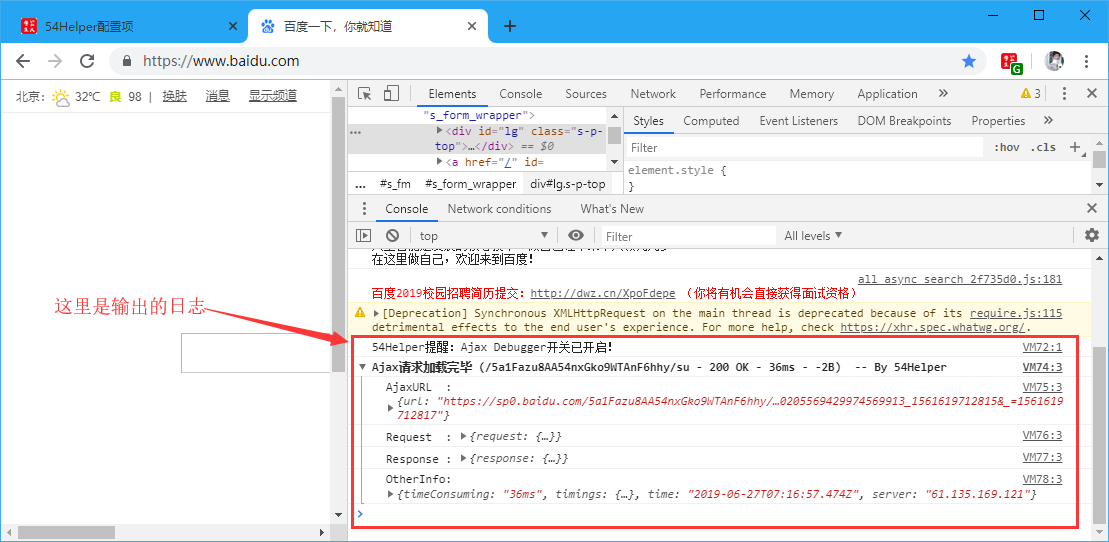 54Helper配置项
百度一下，你就知道
https://www.baidu.com
G
北京: 32℃ 良 98 | 换肤 消息 显示频道
Elements Console Sources Network Performance Memory Application » 3
"s_form_wrapper">
<div id="lg" class="s-p-
top">…</div> == $0
<a href="/" id=
... #s_fm #s_form_wrapper div#lg.s-p-top
Styles Computed Event Listeners DOM Breakpoints Properties »
Filter :hov .cls +
element.style {
}
Console Network conditions What's New
top Filter All levels
在这里做自己，欢迎来到百度!
all_async_search_2f735d0.js:181
百度2019校园招聘简历提交：http://dwz.cn/XpoFdepe （你将有机会直接获得面试资格）
[Deprecation] Synchronous XMLHttpRequest on the main thread is deprecated because of its require.js:115
detrimental effects to the end user's experience. For more help, check https://xhr.spec.whatwg.org/.
54Helper提醒：Ajax Debugger开关已开启! VM72:1
Ajax请求加载完毕 (/5a1Fazu8AA54nxGko9WTAnF6hhy/su - 200 OK - 36ms - -2B) -- By 54Helper VM74:3
AjaxURL : VM75:3
{url: "https://sp0.baidu.com/5a1Fazu8AA54nxGko9WTAnF6hhy/…0205569429974569913_1561619712815&_=1561619
712817"}
Request : {request: {…}} VM76:3
Response : {response: {…}} VM77:3
OtherInfo: VM78:3
{timeConsuming: "36ms", timings: {…}, time: "2019-06-27T07:16:57.474Z", server: "61.135.169.121"}
这里是输出的日志